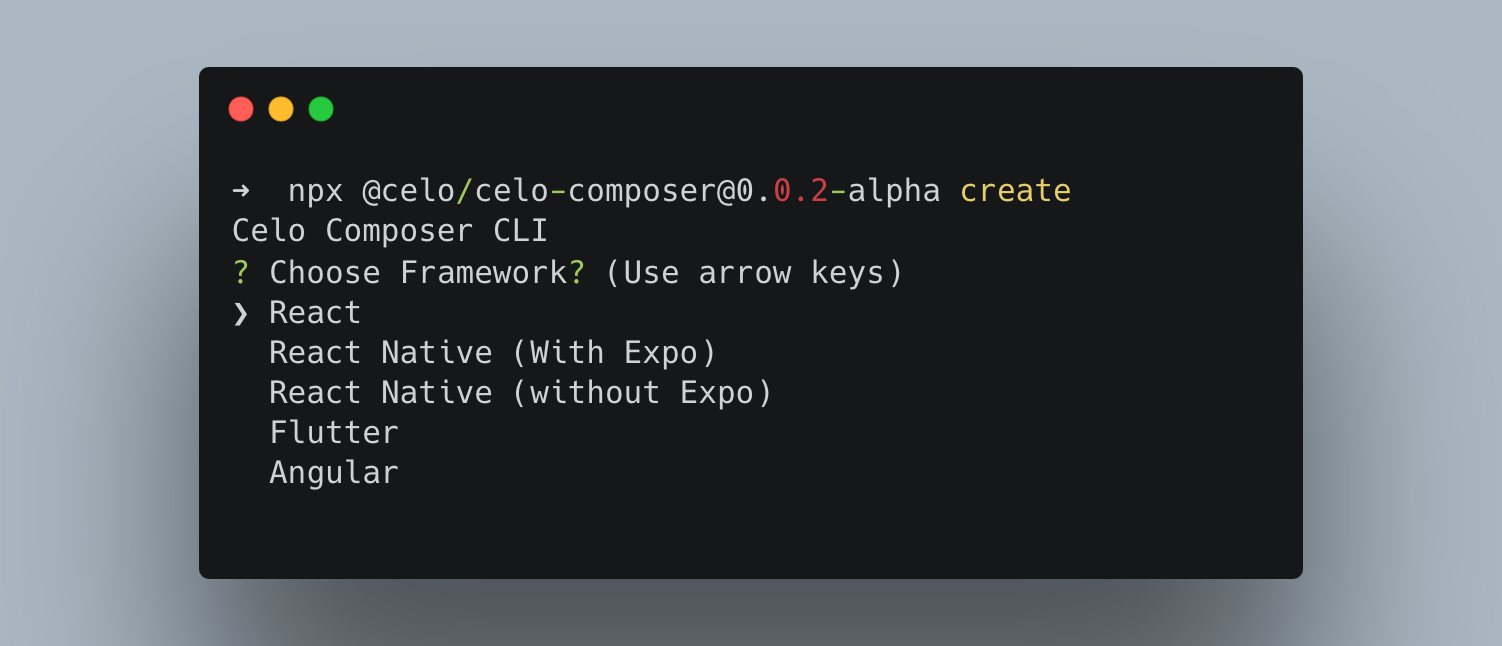 ➜  npx @celo/celo-composer@0.0.2-alpha create
Celo Composer CLI
? Choose Framework? (Use arrow keys)
❯ React
  React Native (With Expo)
  React Native (without Expo)
  Flutter
  Angular